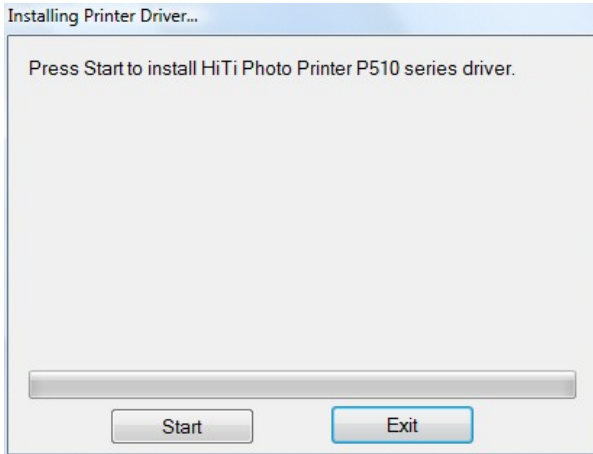 Installing Printer Driver...
Press Start to install HiTi Photo Printer P510 series driver.
Start
Exit